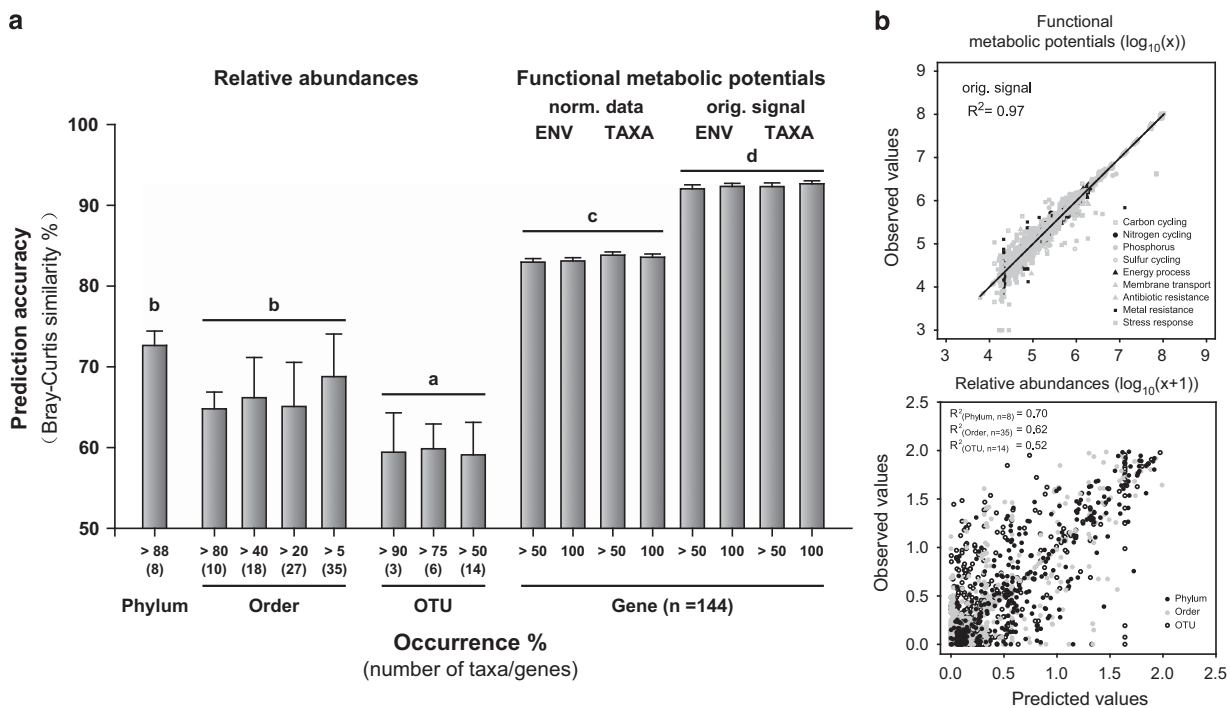 a
Relative abundances
Functional metabolic potentials
norm. data
orig. signal
ENV TAXA ENV TAXA
Prediction accuracy
(Bray-Curtis similarity %)
100
90
80
70
60
50
b
b
a
c
d
> 88 > 80 > 40 > 20 > 5 > 90 > 75 > 50 > 50 100 > 50 100 > 50 100 > 50 100
(8) (10) (18) (27) (35) (3) (6) (14)
Phylum Order OTU Gene (n =144)
Occurrence %
(number of taxa/genes)
b
Functional
metabolic potentials (log10(x))
orig. signal
R2= 0.97
Observed values
9
8
7
6
5
4
3
Carbon cycling
Nitrogen cycling
Phosphorus
Sulfur cycling
Energy process
Membrane transport
Antibiotic resistance
Metal resistance
Stress response
3 4 5 6 7 8 9
Relative abundances (log10(x+1))
R2(Phylum, n=8) = 0.70
R2(Order, n=35) = 0.62
R2(OTU, n=14) = 0.52
Observed values
2.5
2.0
1.5
1.0
0.5
0.0
Phylum
Order
OTU
0.0 0.5 1.0 1.5 2.0 2.5
Predicted values